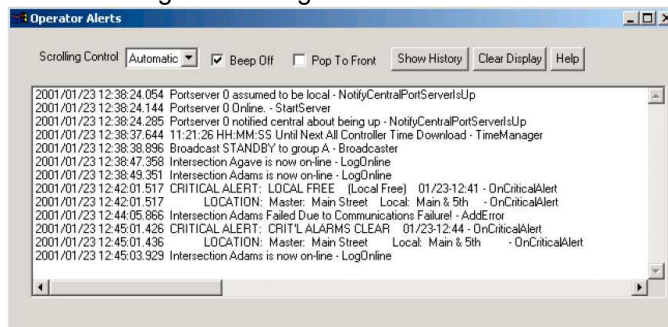 Operator Alerts
Scrolling Control Automatic Beep Off Pop To Front Show History Clear Display Help
2001/01/23 12:38:24.054 Portserver 0 assumed to be local - NotifyCentralPortServerIsUp
2001/01/23 12:38:24.144 Portserver 0 Online. - StartServer
2001/01/23 12:38:24.285 Portserver 0 notified central about being up - NotifyCentralPortServerIsUp
2001/01/23 12:38:37.644 11:21:26 HH:MM:SS Until Next All Controller Time Download - TimeManager
2001/01/23 12:38:38.896 Broadcast STANDBY to group A - Broadcaster
2001/01/23 12:38:47.358 Intersection Agave is now on-line - LogOnline
2001/01/23 12:38:49.351 Intersection Adams is now on-line - LogOnline
2001/01/23 12:42:01.517 CRITICAL ALERT: LOCAL FREE (Local Free) 01/23-12:41 - OnCriticalAlert
2001/01/23 12:42:01.517 LOCATION: Master: Main Street Local: Main & 5th - OnCriticalAlert
2001/01/23 12:44:05.866 Intersection Adams Failed Due to Communications Failure! - AddError
2001/01/23 12:45:01.426 CRITICAL ALERT: CRIT'L ALARMS CLEAR 01/23-12:44 - OnCriticalAlert
2001/01/23 12:45:01.436 LOCATION: Master: Main Street Local: Main & 5th - OnCriticalAlert
2001/01/23 12:45:03.929 Intersection Adams is now on-line - LogOnline